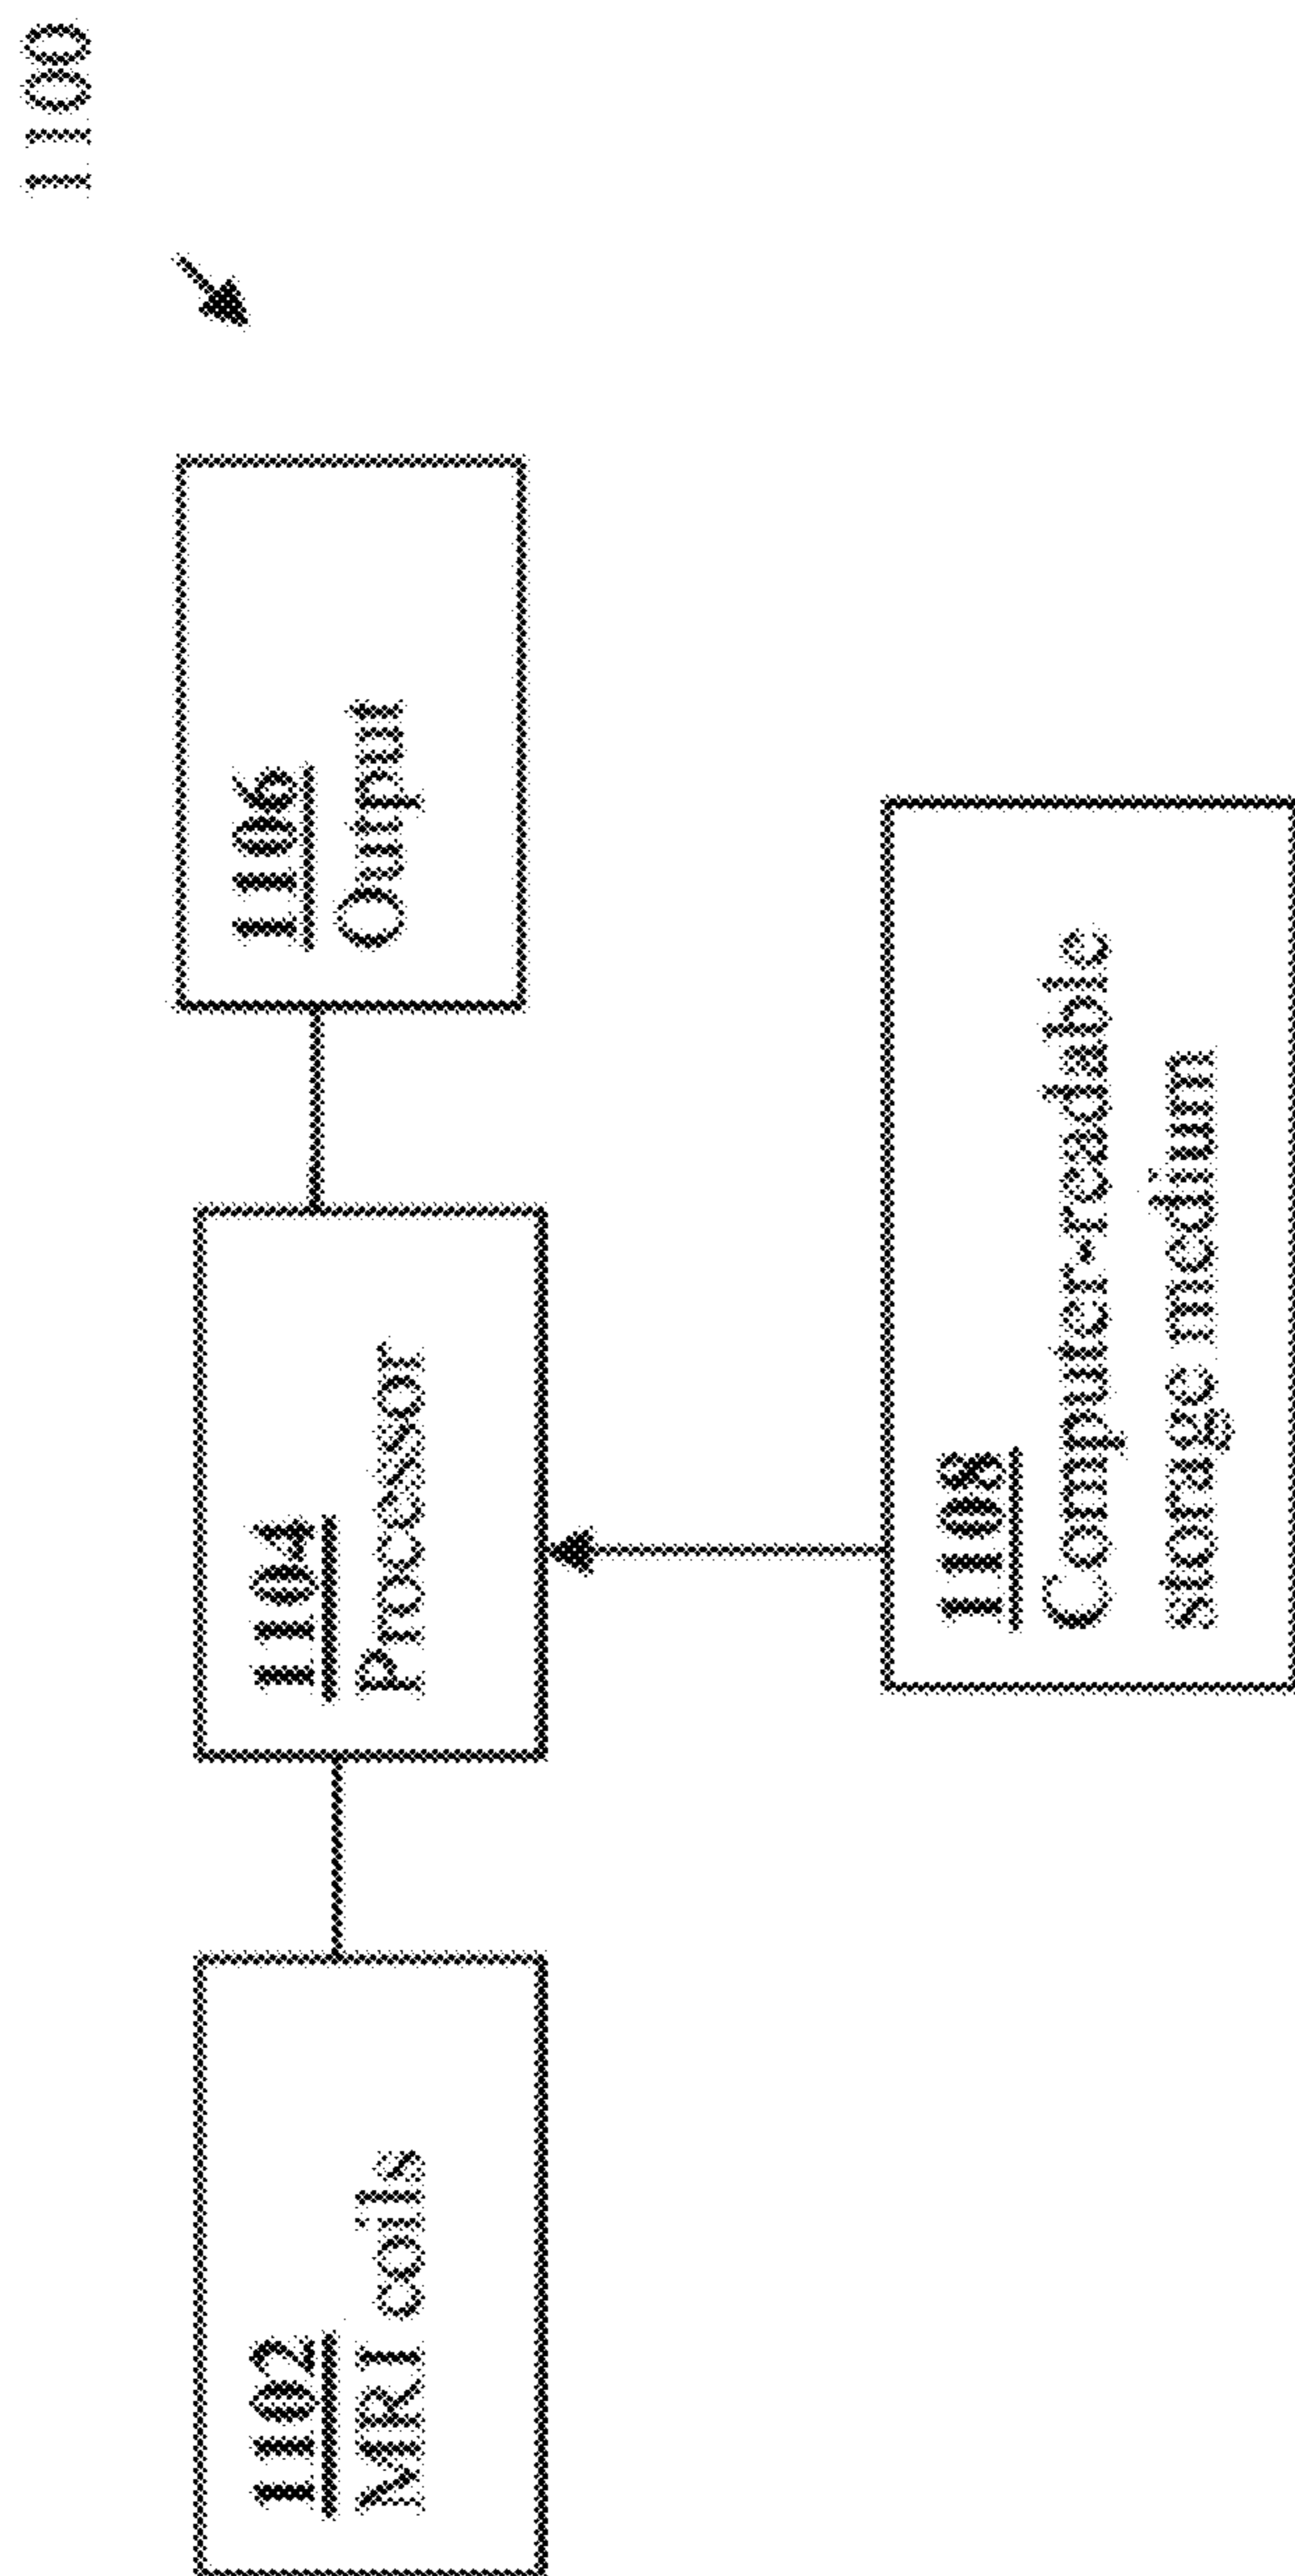 1100
1102
MRI coils
1104
Processor
1106
Output
1108
Computer-readable
storage medium